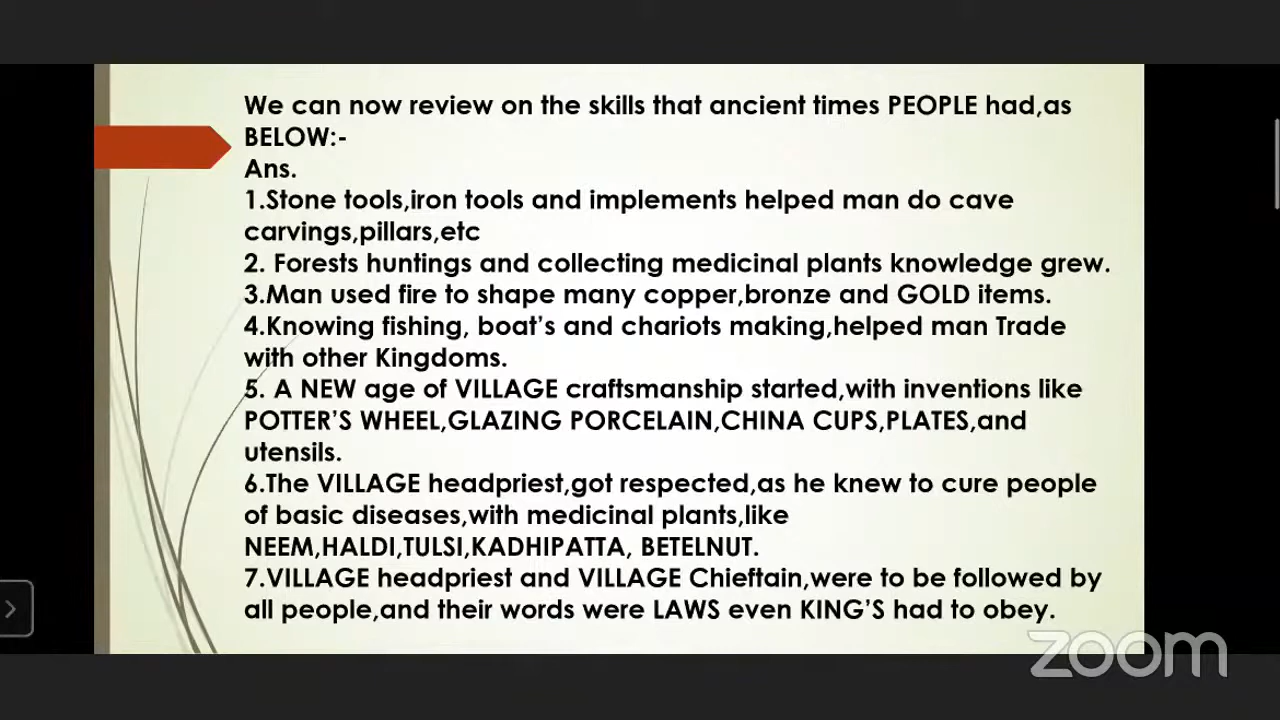 We can now review on the skills that ancient times PEOPLE had,as
BELOW:-
Ans.
1.Stone tools,iron tools and implements helped man do cave
carvings,pillars,etc
2. Forests huntings and collecting medicinal plants knowledge grew.
3.Man used fire to shape many copper,bronze and GOLD items.
4.Knowing fishing, boat's and chariots making,helped man Trade
with other Kingdoms.
5. A NEW age of VILLAGE craftsmanship started,with inventions like
POTTER'S WHEEL,GLAZING PORCELAIN,CHINA CUPS,PLATES,and
utensils.
6.The VILLAGE headpriest,got respected,as he knew to cure people
of basic diseases,with medicinal plants,like
NEEM,HALDI,TULSI,KADHIPATTA, BETELNUT.
7.VILLAGE headpriest and VILLAGE Chieftain,were to be followed by
all people,and their words were LAWS even KING'S had to obey.
zoom